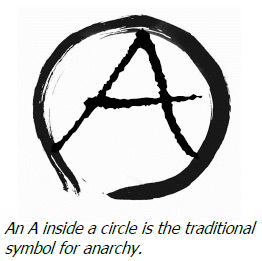 A
An A inside a circle is the traditional
symbol for anarchy.